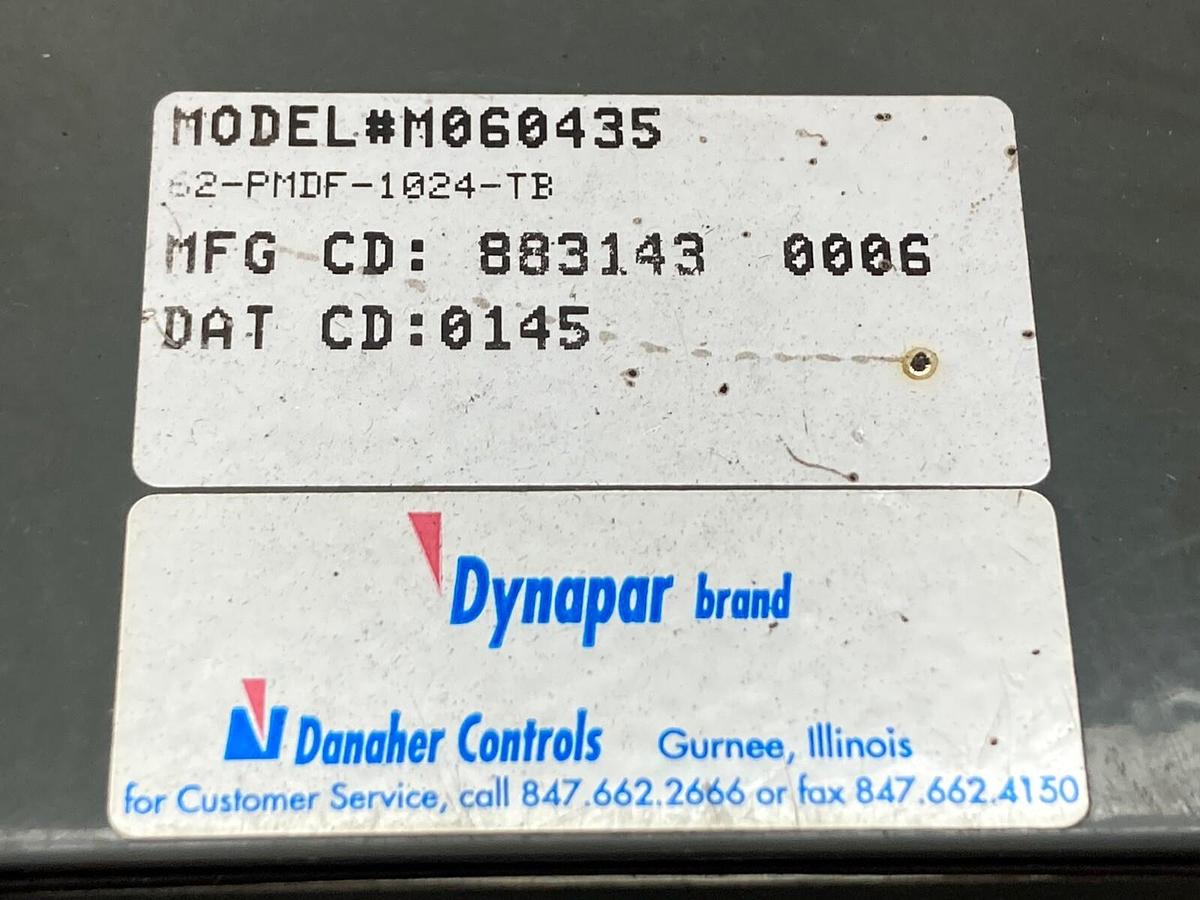 MODEL#M060435
62-PMDF-1024-TB
MFG CD: 883143 0006
DAT CD:0145
Dynapar brand
Danaher Controls Gurnee, Illinois
for Customer Service, call 847.662.2666 or fax 847.662.4150